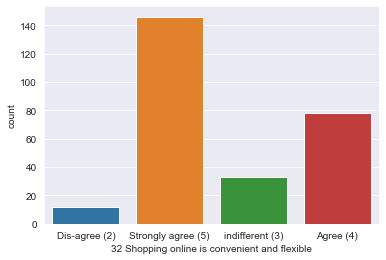 140
120
100
80
60
40
20
0
count
Dis-agree (2) Strongly agree (5) indifferent (3) Agree (4)
32 Shopping online is convenient and flexible